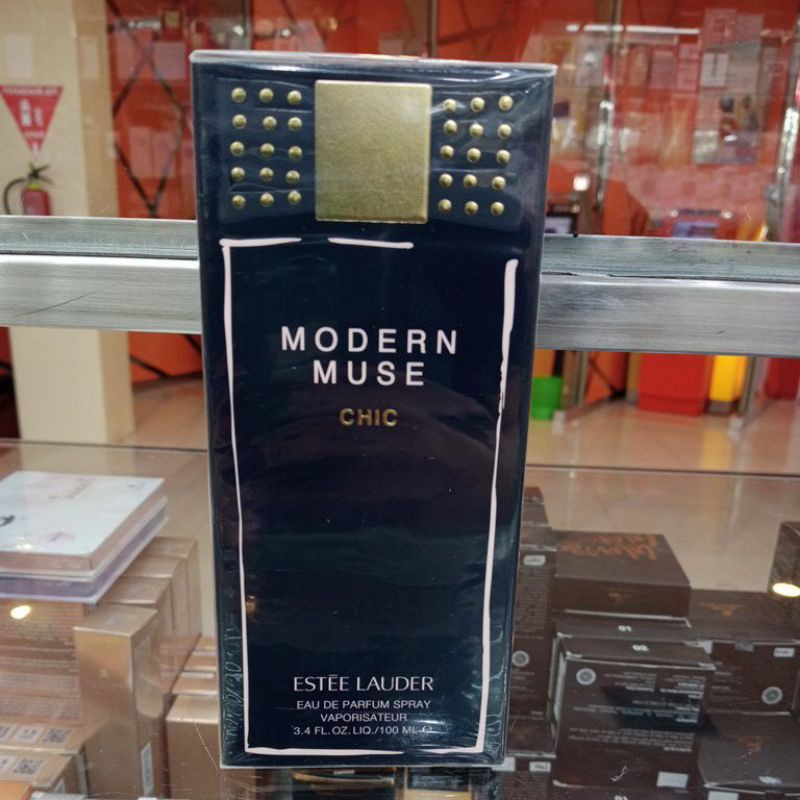 MODERN
MUSE
CHIC
ESTĒE LAUDER
EAU DE PARFUM SPRAY
VAPORISATEUR
3.4 FL.OZ.LIQ./100 ML ℮